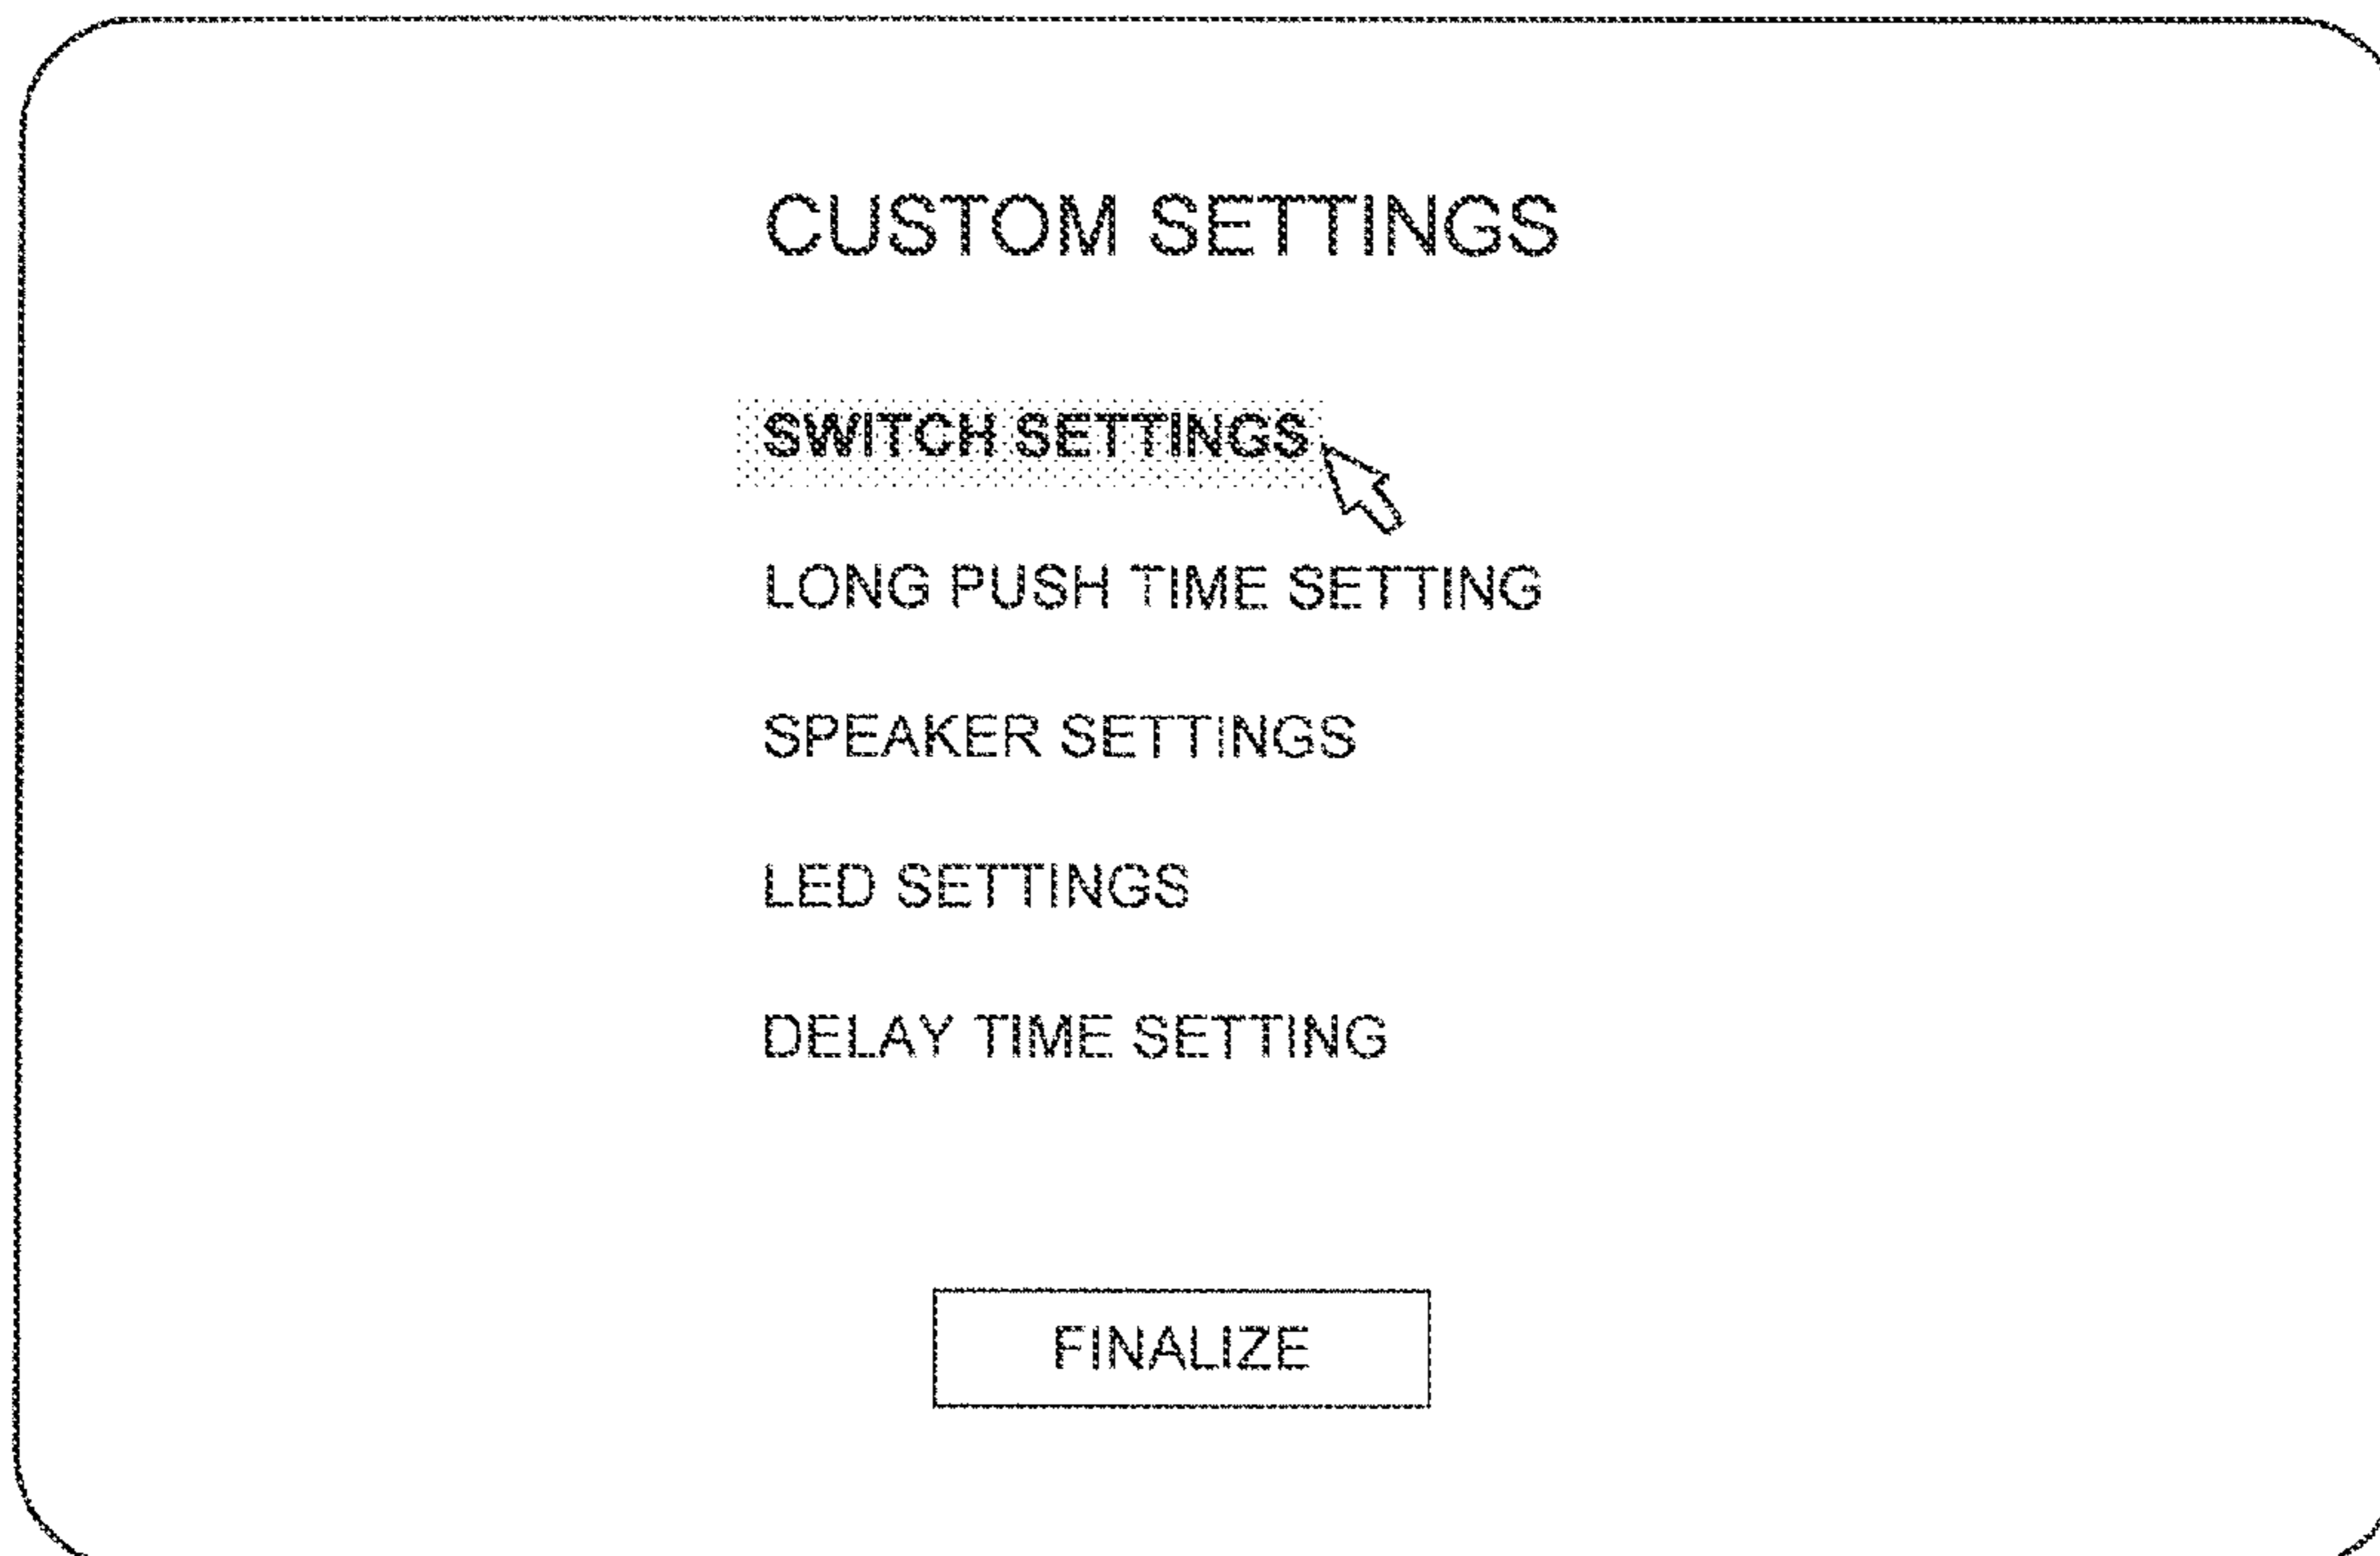 CUSTOM SETTINGS
SWITCH SETTINGS
LONG PUSH TIME SETTING
SPEAKER SETTINGS
LED SETTINGS
DELAY TIME SETTING
FINALIZE